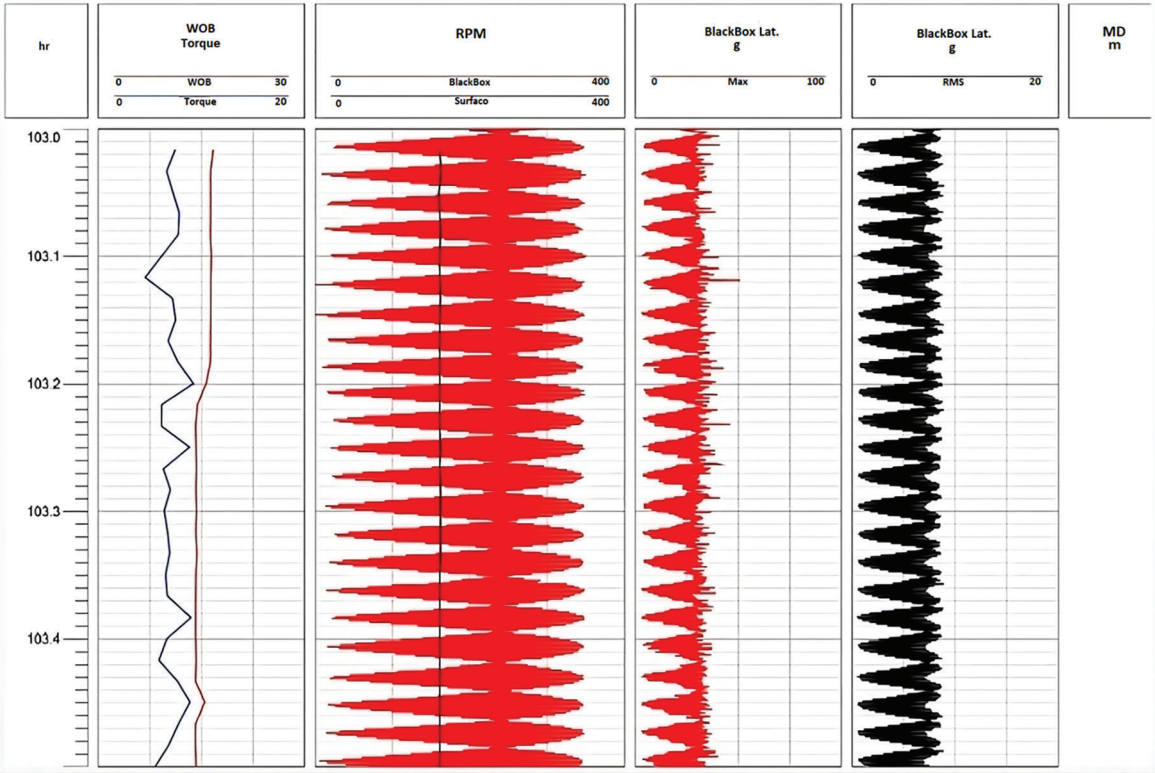 hr
WOB
Torque
0 WOB 30
0 Torque 20
RPM
0 BlackBox 400
0 Surfaco 400
BlackBox Lat.
g
0 Max 100
BlackBox Lat.
g
0 RMS 20
MD
m
103.0
103.1
103.2
103.3
103.4